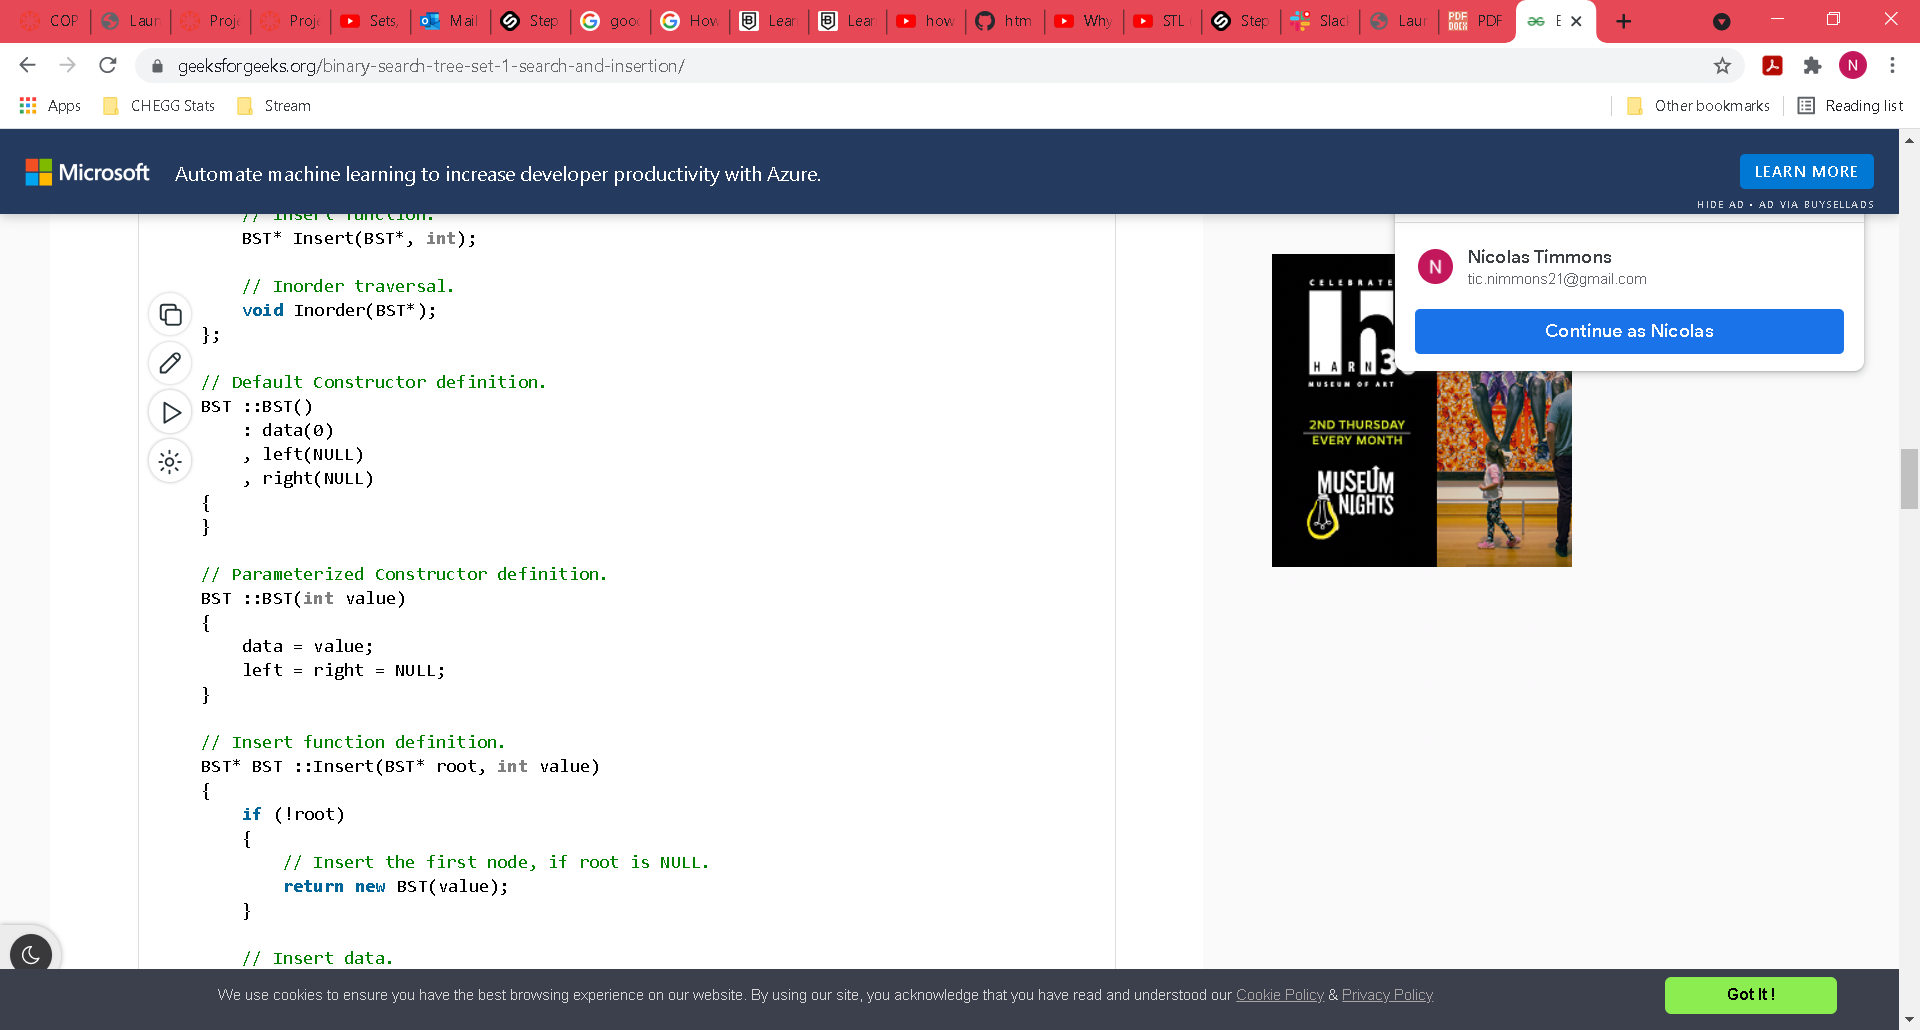 COP
Laun
Proje
Proje
Sets,
Mail
Step
goog
How
Lear
Lear
how
htm
Why
STL
Step
Slack
Laun
PDF
E
geeksforgeeks.org/binary-search-tree-set-1-search-and-insertion/
N
Apps
CHEGG Stats
Stream
Other bookmarks
Reading list
Microsoft
Automate machine learning to increase developer productivity with Azure.
LEARN MORE
HIDE AD • AD VIA BUYSELLADS
// Insert function.
BST* Insert(BST*, int);
// Inorder traversal.
void Inorder(BST*);
};
// Default Constructor definition.
BST ::BST()
: data(0)
, left(NULL)
, right(NULL)
{
}
// Parameterized Constructor definition.
BST ::BST(int value)
{
data = value;
left = right = NULL;
}
// Insert function definition.
BST* BST ::Insert(BST* root, int value)
{
if (!root)
{
// Insert the first node, if root is NULL.
return new BST(value);
}
// Insert data.
N
Nicolas Timmons
tic.nimmons21@gmail.com
Continue as Nicolas
CELEBRATE
h
HARN 3
MUSEUM OF ART
2ND THURSDAY
EVERY MONTH
MUSEUM
NIGHTS
We use cookies to ensure you have the best browsing experience on our website. By using our site, you acknowledge that you have read and understood our Cookie Policy & Privacy Policy
Got It !